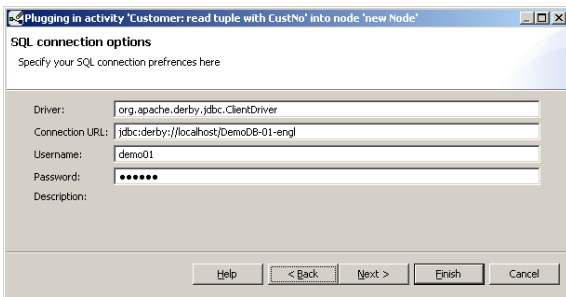 Plugging in activity 'Customer: read tuple with CustNo' into node 'new Node'
SQL connection options
Specify your SQL connection prefrences here
Driver: org.apache.derby.jdbc.ClientDriver
Connection URL: jdbc:derby://localhost/DemoDB-01-engl
Username: demo01
Password: ●●●●●●
Description:
Help < Back Next > Finish Cancel